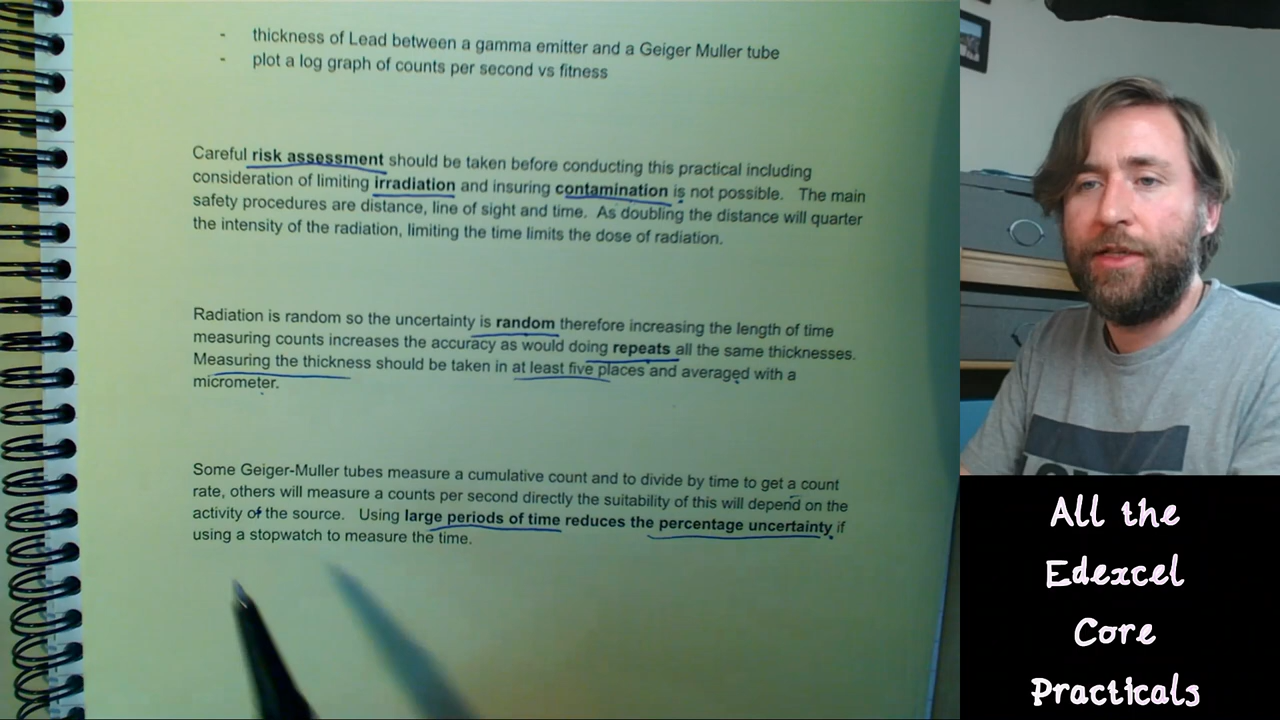 - thickness of Lead between a gamma emitter and a Geiger Muller tube
- plot a log graph of counts per second vs fitness
Careful risk assessment should be taken before conducting this practical including
consideration of limiting irradiation and insuring contamination is not possible. The main
safety procedures are distance, line of sight and time. As doubling the distance will quarter
the intensity of the radiation, limiting the time limits the dose of radiation.
Radiation is random so the uncertainty is random therefore increasing the length of time
measuring counts increases the accuracy as would doing repeats all the same thicknesses.
Measuring the thickness should be taken in at least five places and averaged with a
micrometer.
Some Geiger-Muller tubes measure a cumulative count and to divide by time to get a count
rate, others will measure a counts per second directly the suitability of this will depend on the
activity of the source. Using large periods of time reduces the percentage uncertainty if
using a stopwatch to measure the time.
All the
Edexcel
Core
Practicals